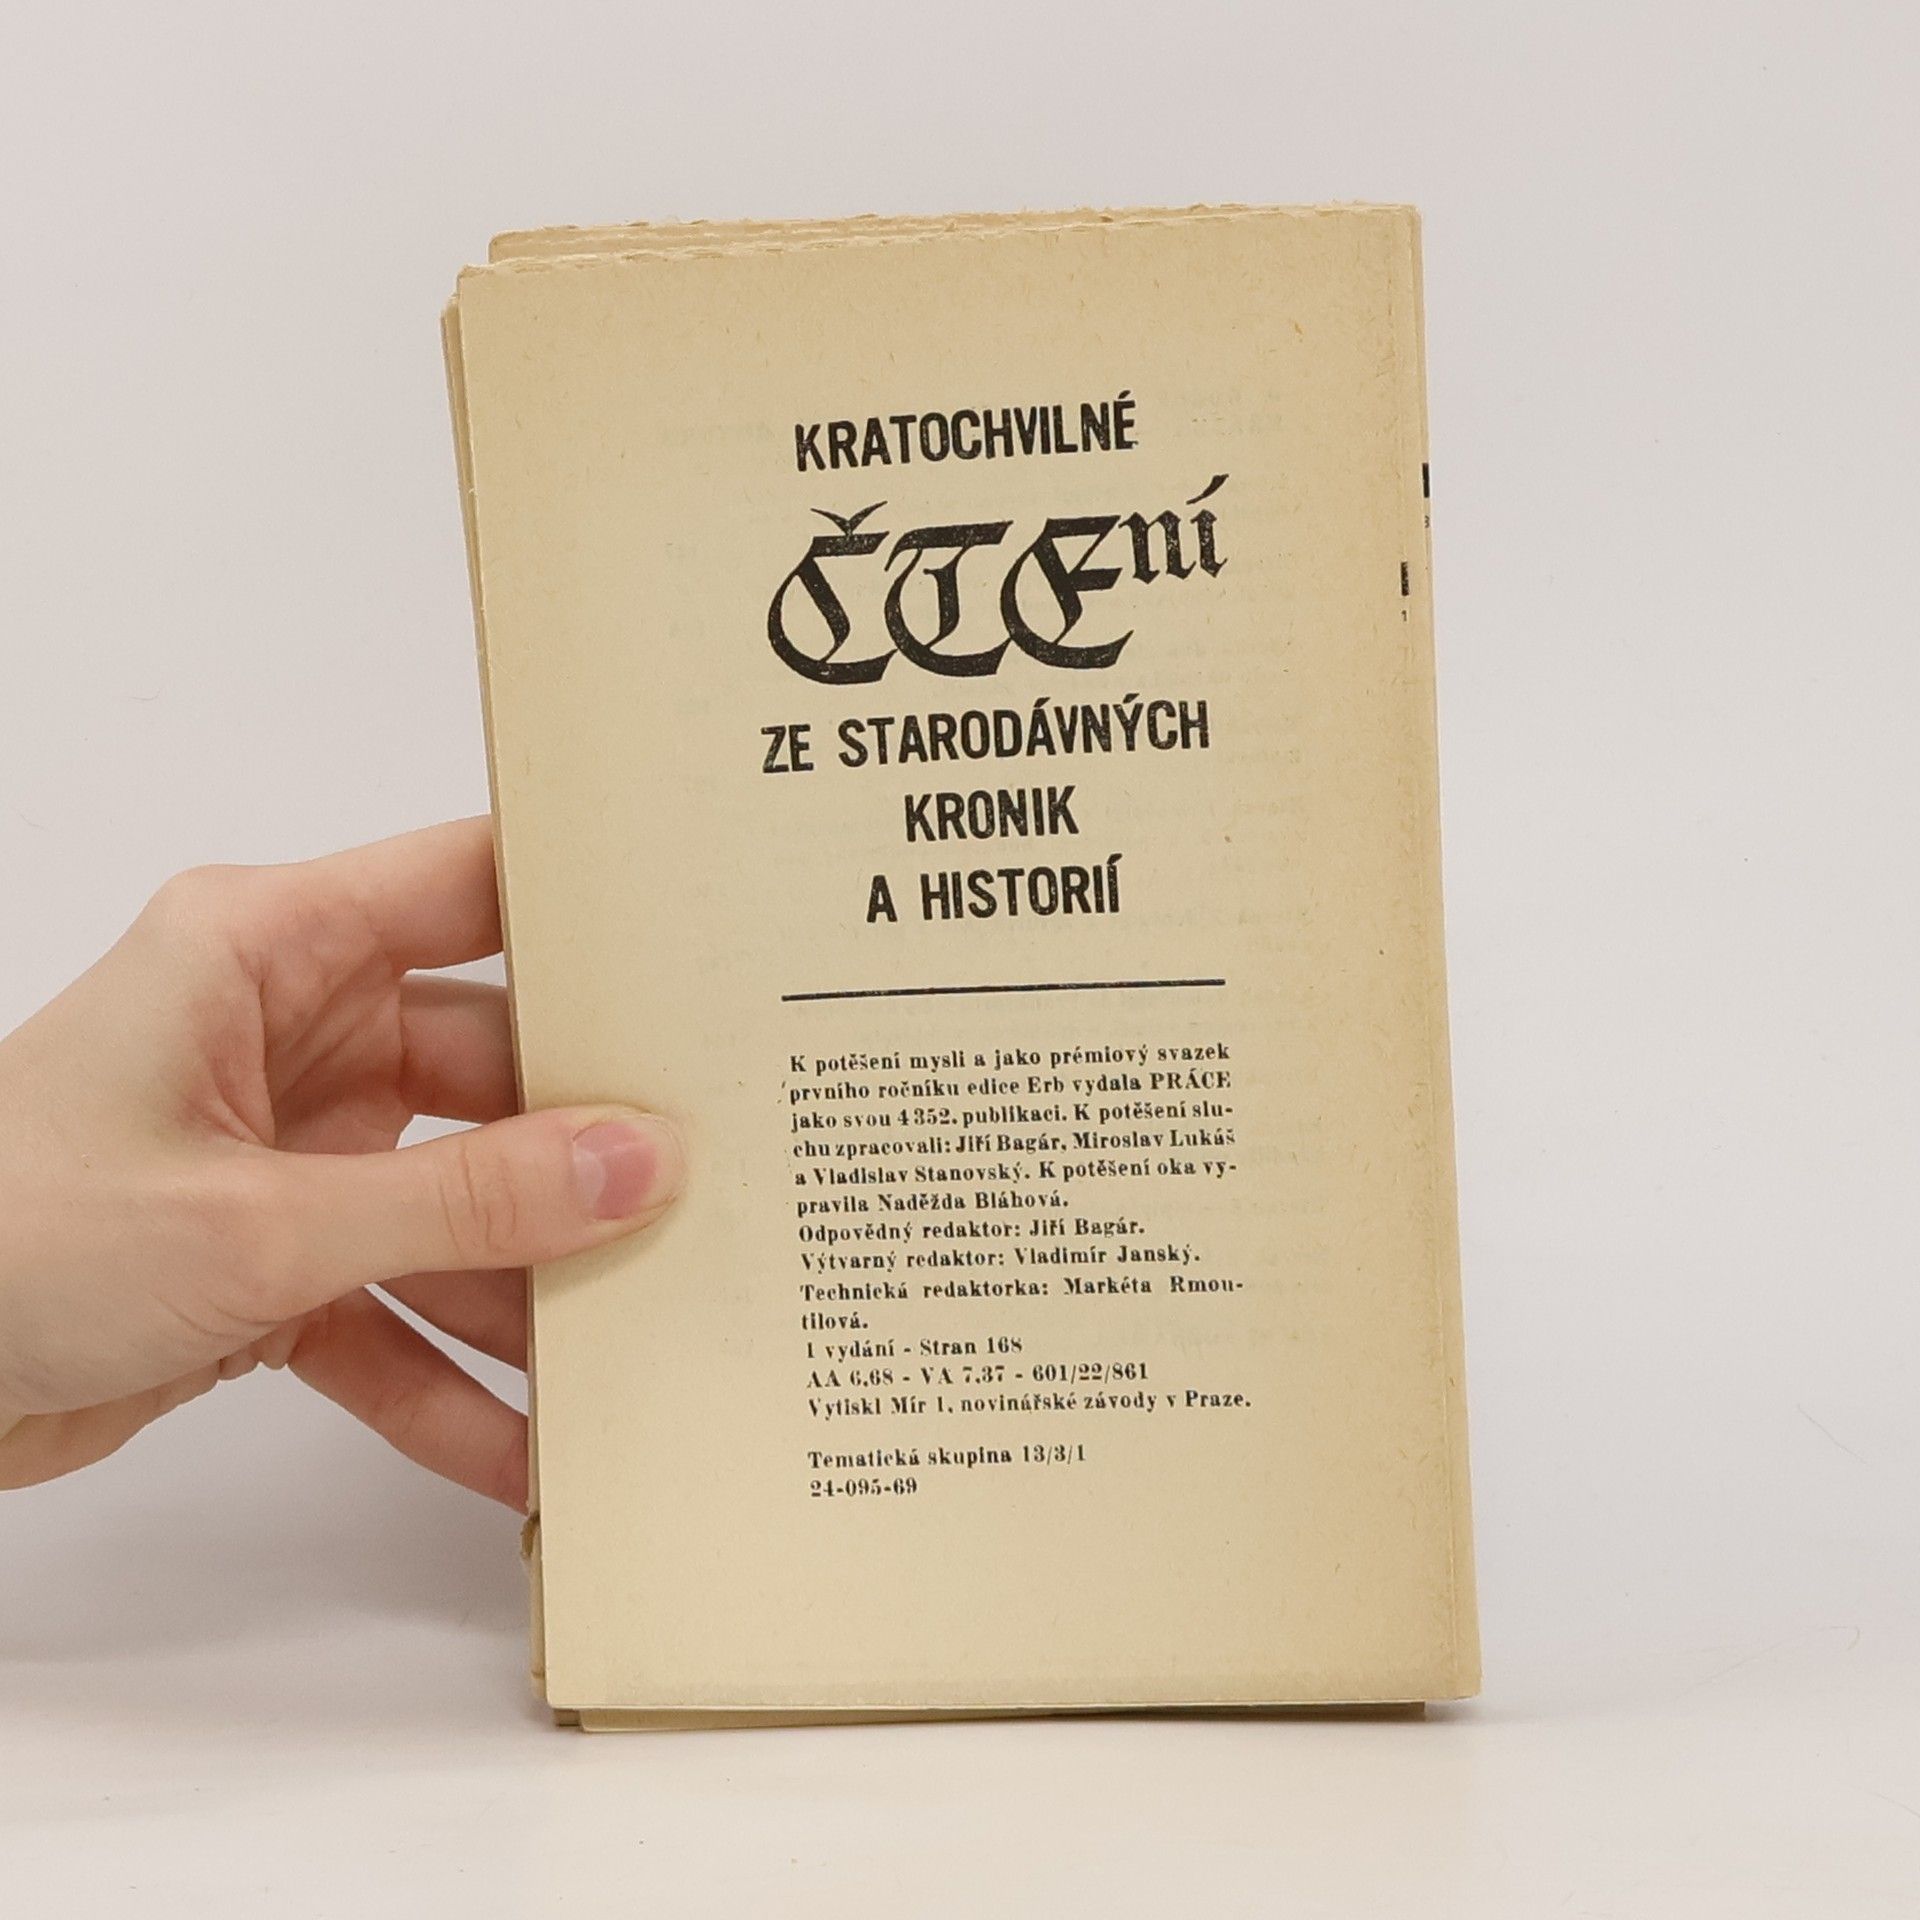 KRATOCHVILNÉ
ČTEní
ZE STARODÁVNÝCH
KRONIK
A HISTORIÍ
K potěšení mysli a jako prémiový svazek
prvního ročníku edice Erb vydala PRÁCE
jako svou 4 352. publikaci. K potěšení slu-
chu zpracovali: Jiří Bagár, Miroslav Lukáš
a Vladislav Stanovský. K potěšení oka vy-
pravila Naděžda Bláhová.
Odpovědný redaktor: Jiří Bagár.
Výtvarný redaktor: Vladimír Janský.
Technická redaktorka: Markéta Rmou-
tilová.
1 vydání - Stran 168
AA 6.68 - VA 7.37 - 601/22/861
Vytiskl Mír 1, novinářské závody v Praze.
Tematická skupina 13/3/1
24-095-69